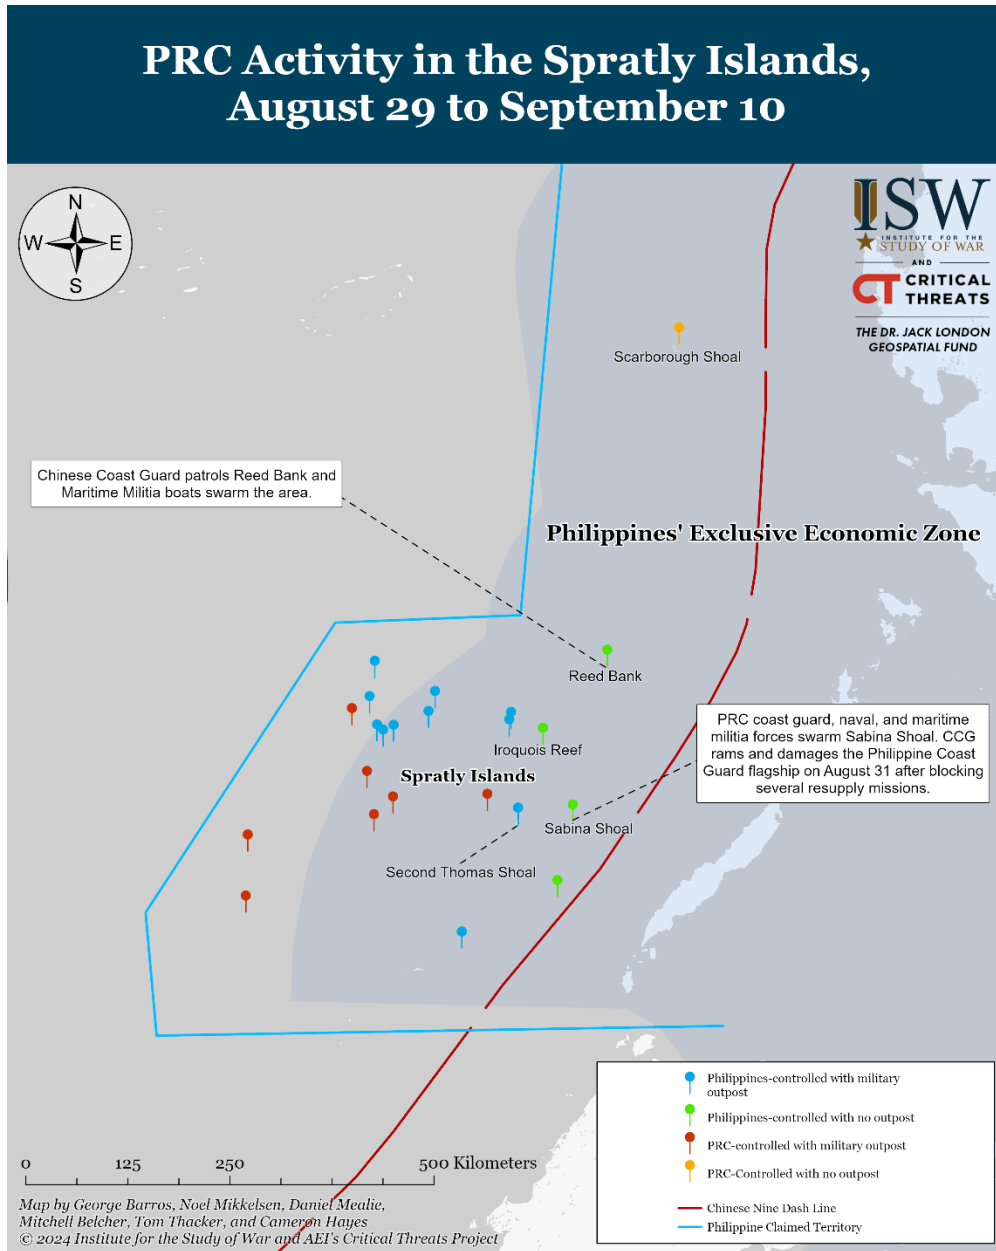 PRC Activity in the Spratly Islands,
August 29 to September 10
N
W
E
S
ISW
INSTITUTE FOR THE
STUDY OF WAR
AND
CT CRITICAL
THREATS
THE DR. JACK LONDON
GEOSPATIAL FUND
Scarborough Shoal
Chinese Coast Guard patrols Reed Bank and
Maritime Militia boats swarm the area.
Philippines' Exclusive Economic Zone
Reed Bank
PRC coast guard, naval, and maritime
militia forces swarm Sabina Shoal. CCG
rams and damages the Philippine Coast
Guard flagship on August 31 after blocking
several resupply missions.
Iroquois Reef
Spratly Islands
Sabina Shoal
Second Thomas Shoal
Philippines-controlled with military
outpost
Philippines-controlled with no outpost
PRC-controlled with military outpost
PRC-Controlled with no outpost
Chinese Nine Dash Line
Philippine Claimed Territory
0 125 250 500 Kilometers
Map by George Barros, Noel Mikkelsen, Daniel Mealie,
Mitchell Belcher, Tom Thacker, and Cameron Hayes
© 2024 Institute for the Study of War and AEI's Critical Threats Project